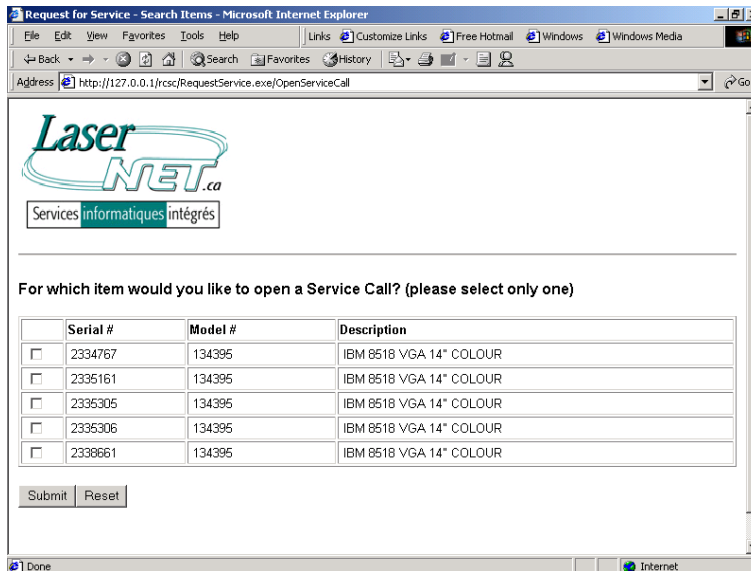 Request for Service - Search Items - Microsoft Internet Explorer
File Edit View Favorites Tools Help Links Customize Links Free Hotmail Windows Windows Media
Back Search Favorites History
Address http://127.0.0.1/rcsc/RequestService.exe/OpenServiceCall Go
Laser
NET.ca
Services informatiques intégrés
For which item would you like to open a Service Call? (please select only one)
Serial # Model # Description
2334767 134395 IBM 8518 VGA 14" COLOUR
2335161 134395 IBM 8518 VGA 14" COLOUR
2335305 134395 IBM 8518 VGA 14" COLOUR
2335306 134395 IBM 8518 VGA 14" COLOUR
2338661 134395 IBM 8518 VGA 14" COLOUR
Submit Reset
Done Internet